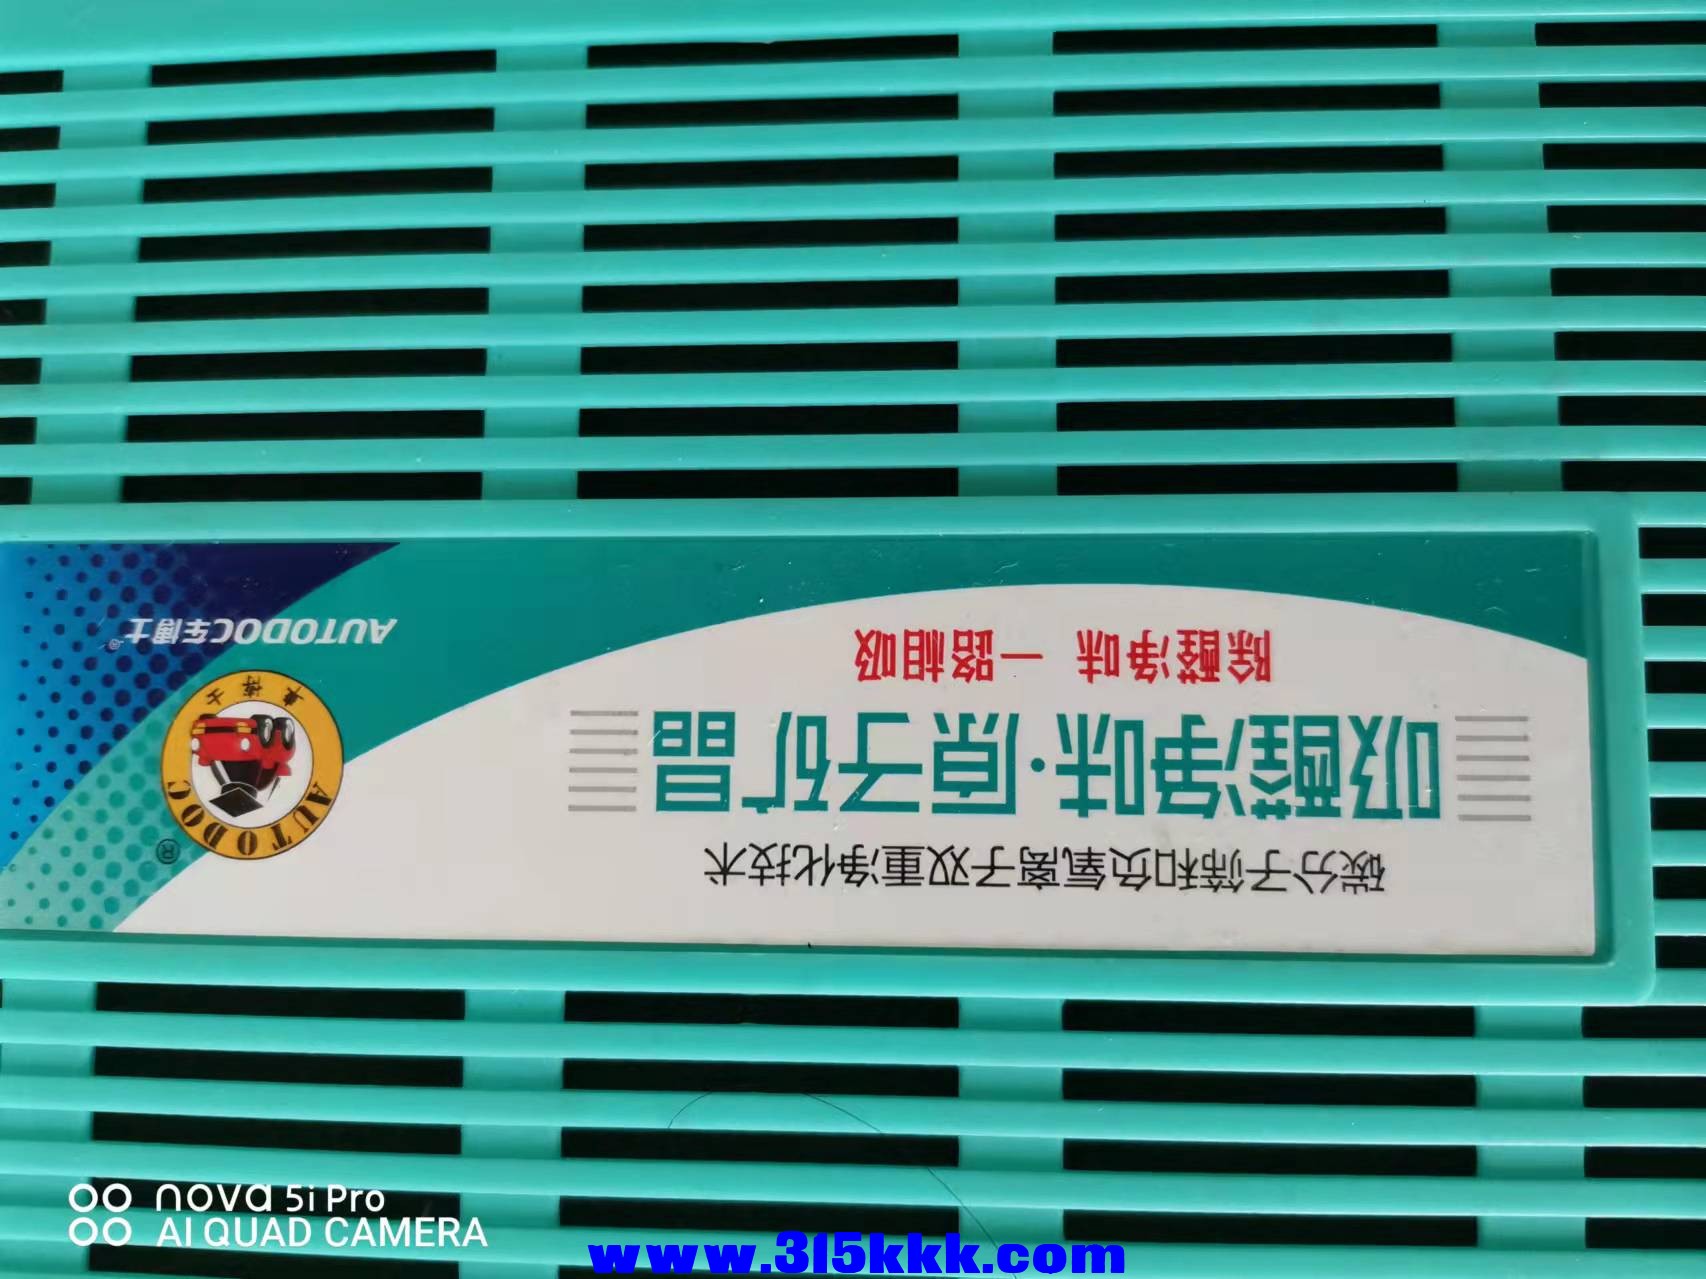 碳分子筛和负氧离子双重净化技术
吸醛净味·原子矿晶
除醛净味 一路相吸
AUTODOC ®
车博士
AUTODOC车博士®
nova 5i Pro
AI QUAD CAMERA
www.315kkk.com